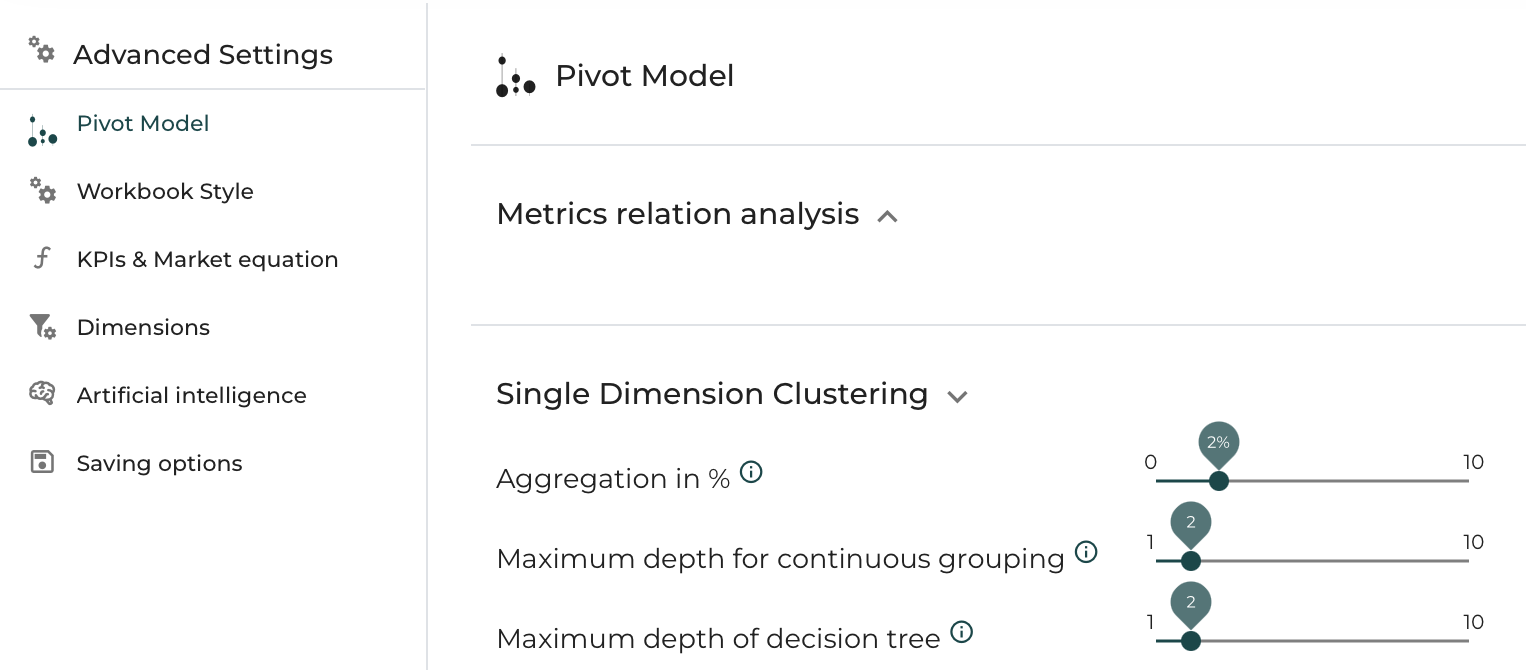 Advanced Settings
Pivot Model
Workbook Style
KPIs & Market equation
Dimensions
Artificial intelligence
Saving options
Pivot Model
Metrics relation analysis
Single Dimension Clustering
Aggregation in %
0
2%
10
Maximum depth for continuous grouping
1
2
10
Maximum depth of decision tree
1
2
10